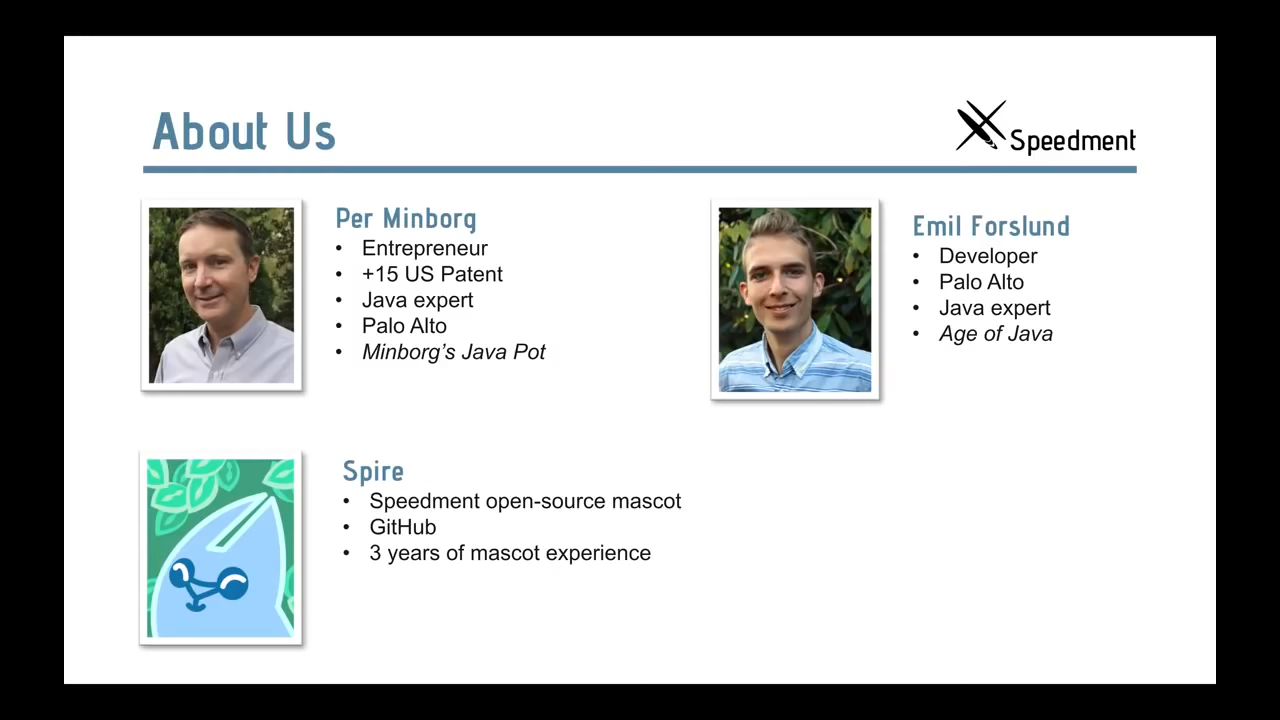 About Us
Speedment
Per Minborg
• Entrepreneur
• +15 US Patent
• Java expert
• Palo Alto
• Minborg’s Java Pot
Emil Forslund
• Developer
• Palo Alto
• Java expert
• Age of Java
Spire
• Speedment open-source mascot
• GitHub
• 3 years of mascot experience